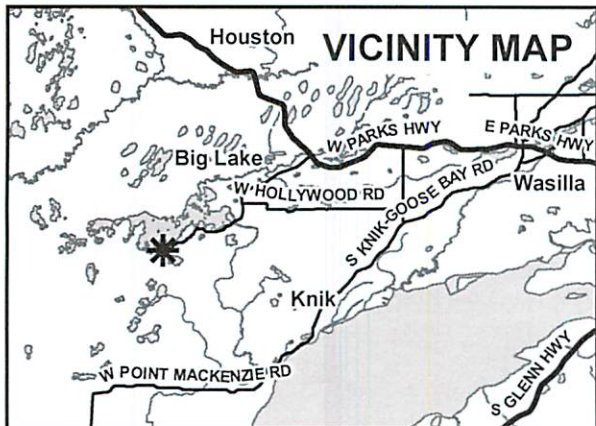 Houston
VICINITY MAP
W PARKS HWY
E PARKS HWY
Big Lake
W HOLLYWOOD RD
Wasilla
S KNIK-GOOSE BAY RD
Knik
W POINT MACKENZIE RD
S GLENN HWY